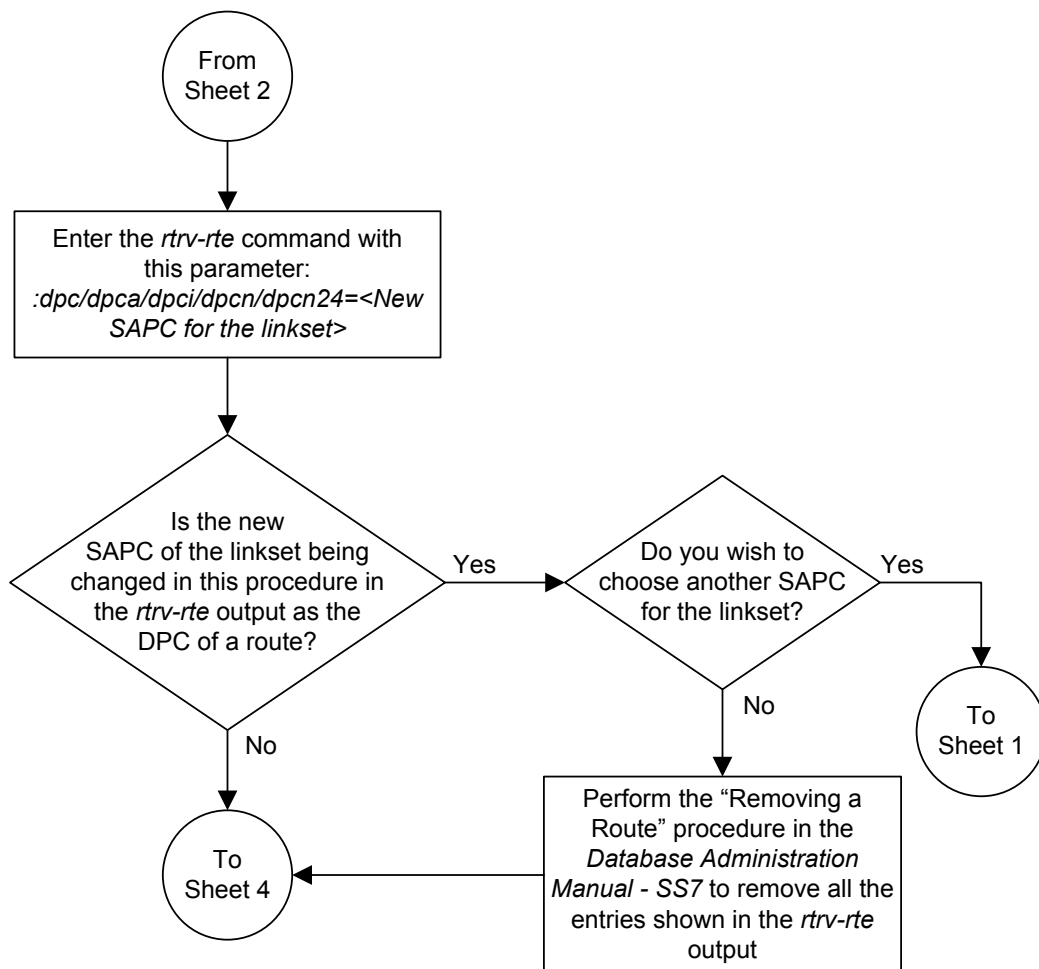 From
Sheet 2
Enter the rtrv-rte command with
this parameter:
:dpc/dpca/dpci/dpcn/dpcn24=<New
SAPC for the linkset>
Is the new
SAPC of the linkset being
changed in this procedure in
the rtrv-rte output as the
DPC of a route?
Yes
No
Do you wish to
choose another SAPC
for the linkset?
Yes
No
To
Sheet 1
Perform the “Removing a
Route” procedure in the
Database Administration
Manual - SS7 to remove all the
entries shown in the rtrv-rte
output
To
Sheet 4